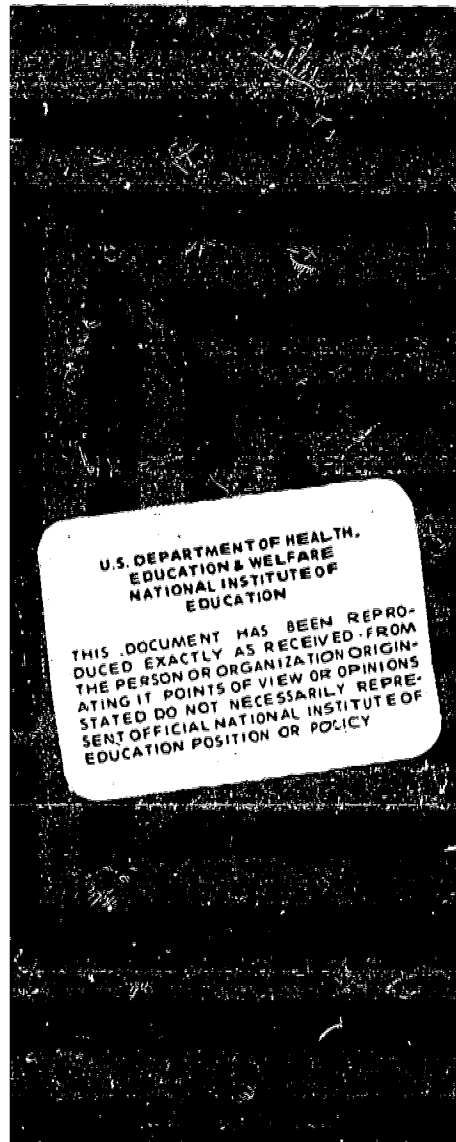 U.S. DEPARTMENT OF HEALTH,
EDUCATION & WELFARE
NATIONAL INSTITUTE OF
EDUCATION
THIS DOCUMENT HAS BEEN REPRO-
DUCED EXACTLY AS RECEIVED FROM
THE PERSON OR ORGANIZATION ORIGIN-
ATING IT POINTS OF VIEW OR OPINIONS
STATED DO NOT NECESSARILY REPRE-
SENT OFFICIAL NATIONAL INSTITUTE OF
EDUCATION POSITION OR POLICY